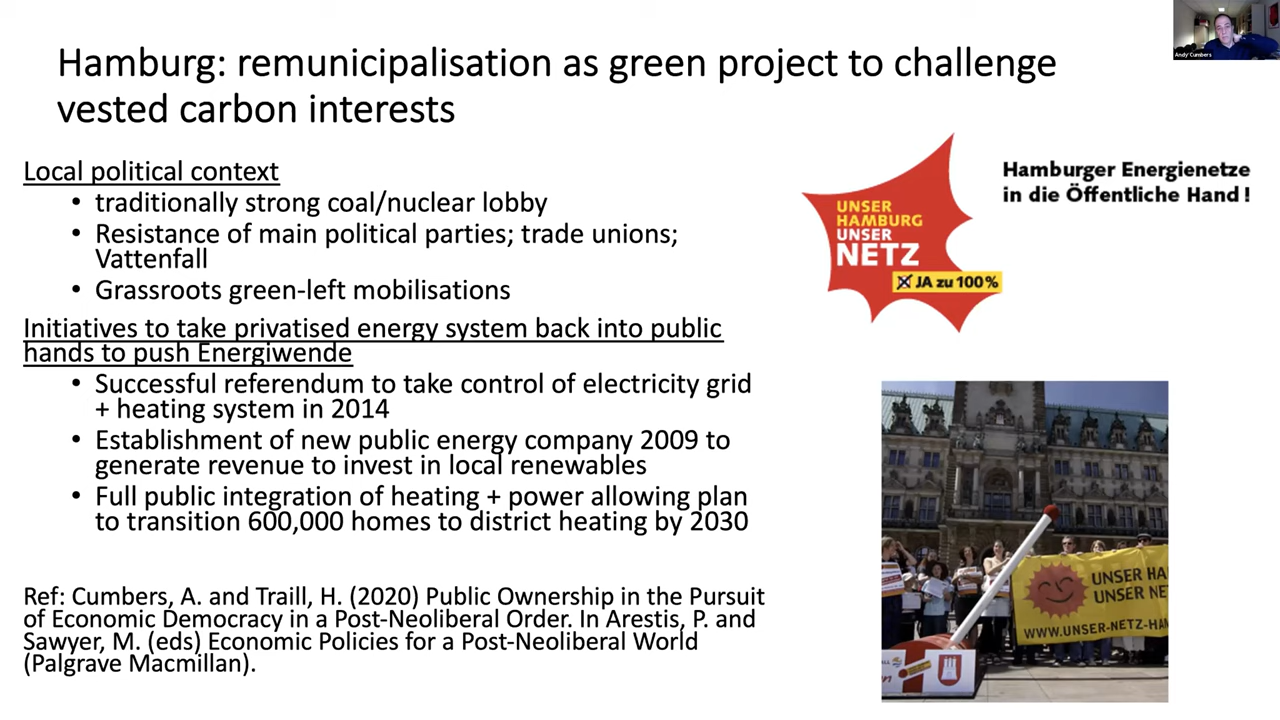 Andy Cumbers
Hamburg: remunicipalisation as green project to challenge
vested carbon interests
Local political context
• traditionally strong coal/nuclear lobby
• Resistance of main political parties; trade unions;
Vattenfall
• Grassroots green-left mobilisations
Initiatives to take privatised energy system back into public
hands to push Energiwende
• Successful referendum to take control of electricity grid
+ heating system in 2014
• Establishment of new public energy company 2009 to
generate revenue to invest in local renewables
• Full public integration of heating + power allowing plan
to transition 600,000 homes to district heating by 2030
Ref: Cumbers, A. and Traill, H. (2020) Public Ownership in the Pursuit
of Economic Democracy in a Post-Neoliberal Order. In Arestis, P. and
Sawyer, M. (eds) Economic Policies for a Post-Neoliberal World
(Palgrave Macmillan).
Hamburger Energienetze
in die Öffentliche Hand !
UNSER
HAMBURG
UNSER
NETZ
JA zu 100%
UNSER HA
UNSER NE
WWW.UNSER-NETZ-HAM